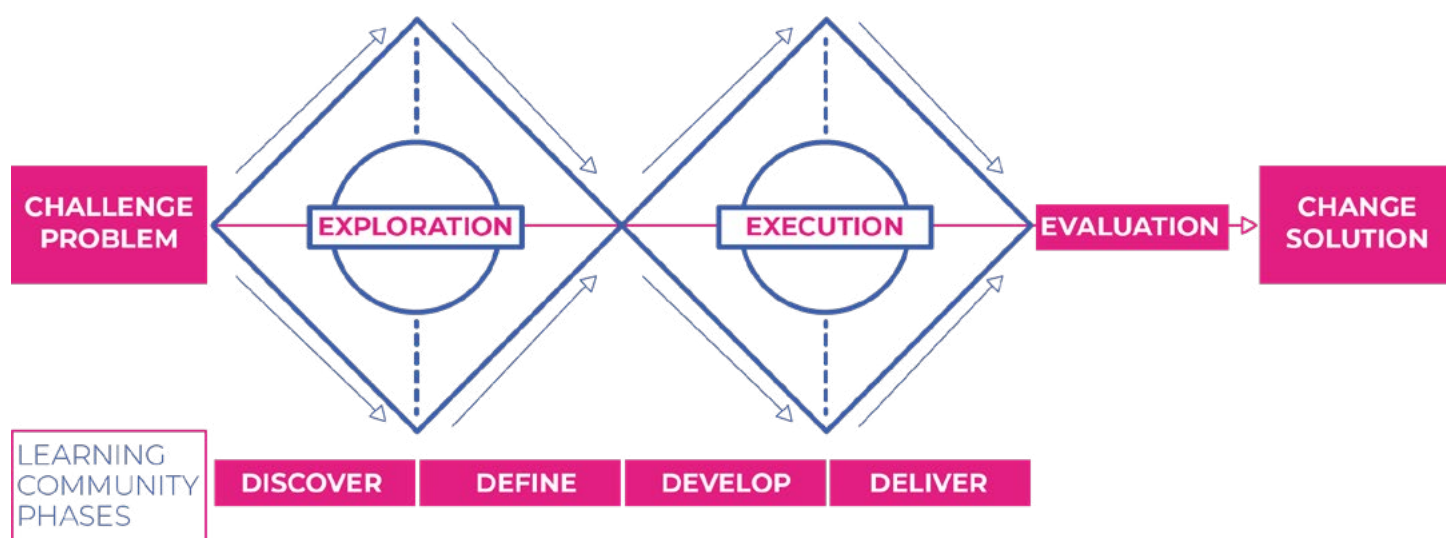 CHALLENGE
PROBLEM
EXPLORATION
EXECUTION
EVALUATION
CHANGE
SOLUTION
LEARNING
COMMUNITY
PHASES
DISCOVER
DEFINE
DEVELOP
DELIVER